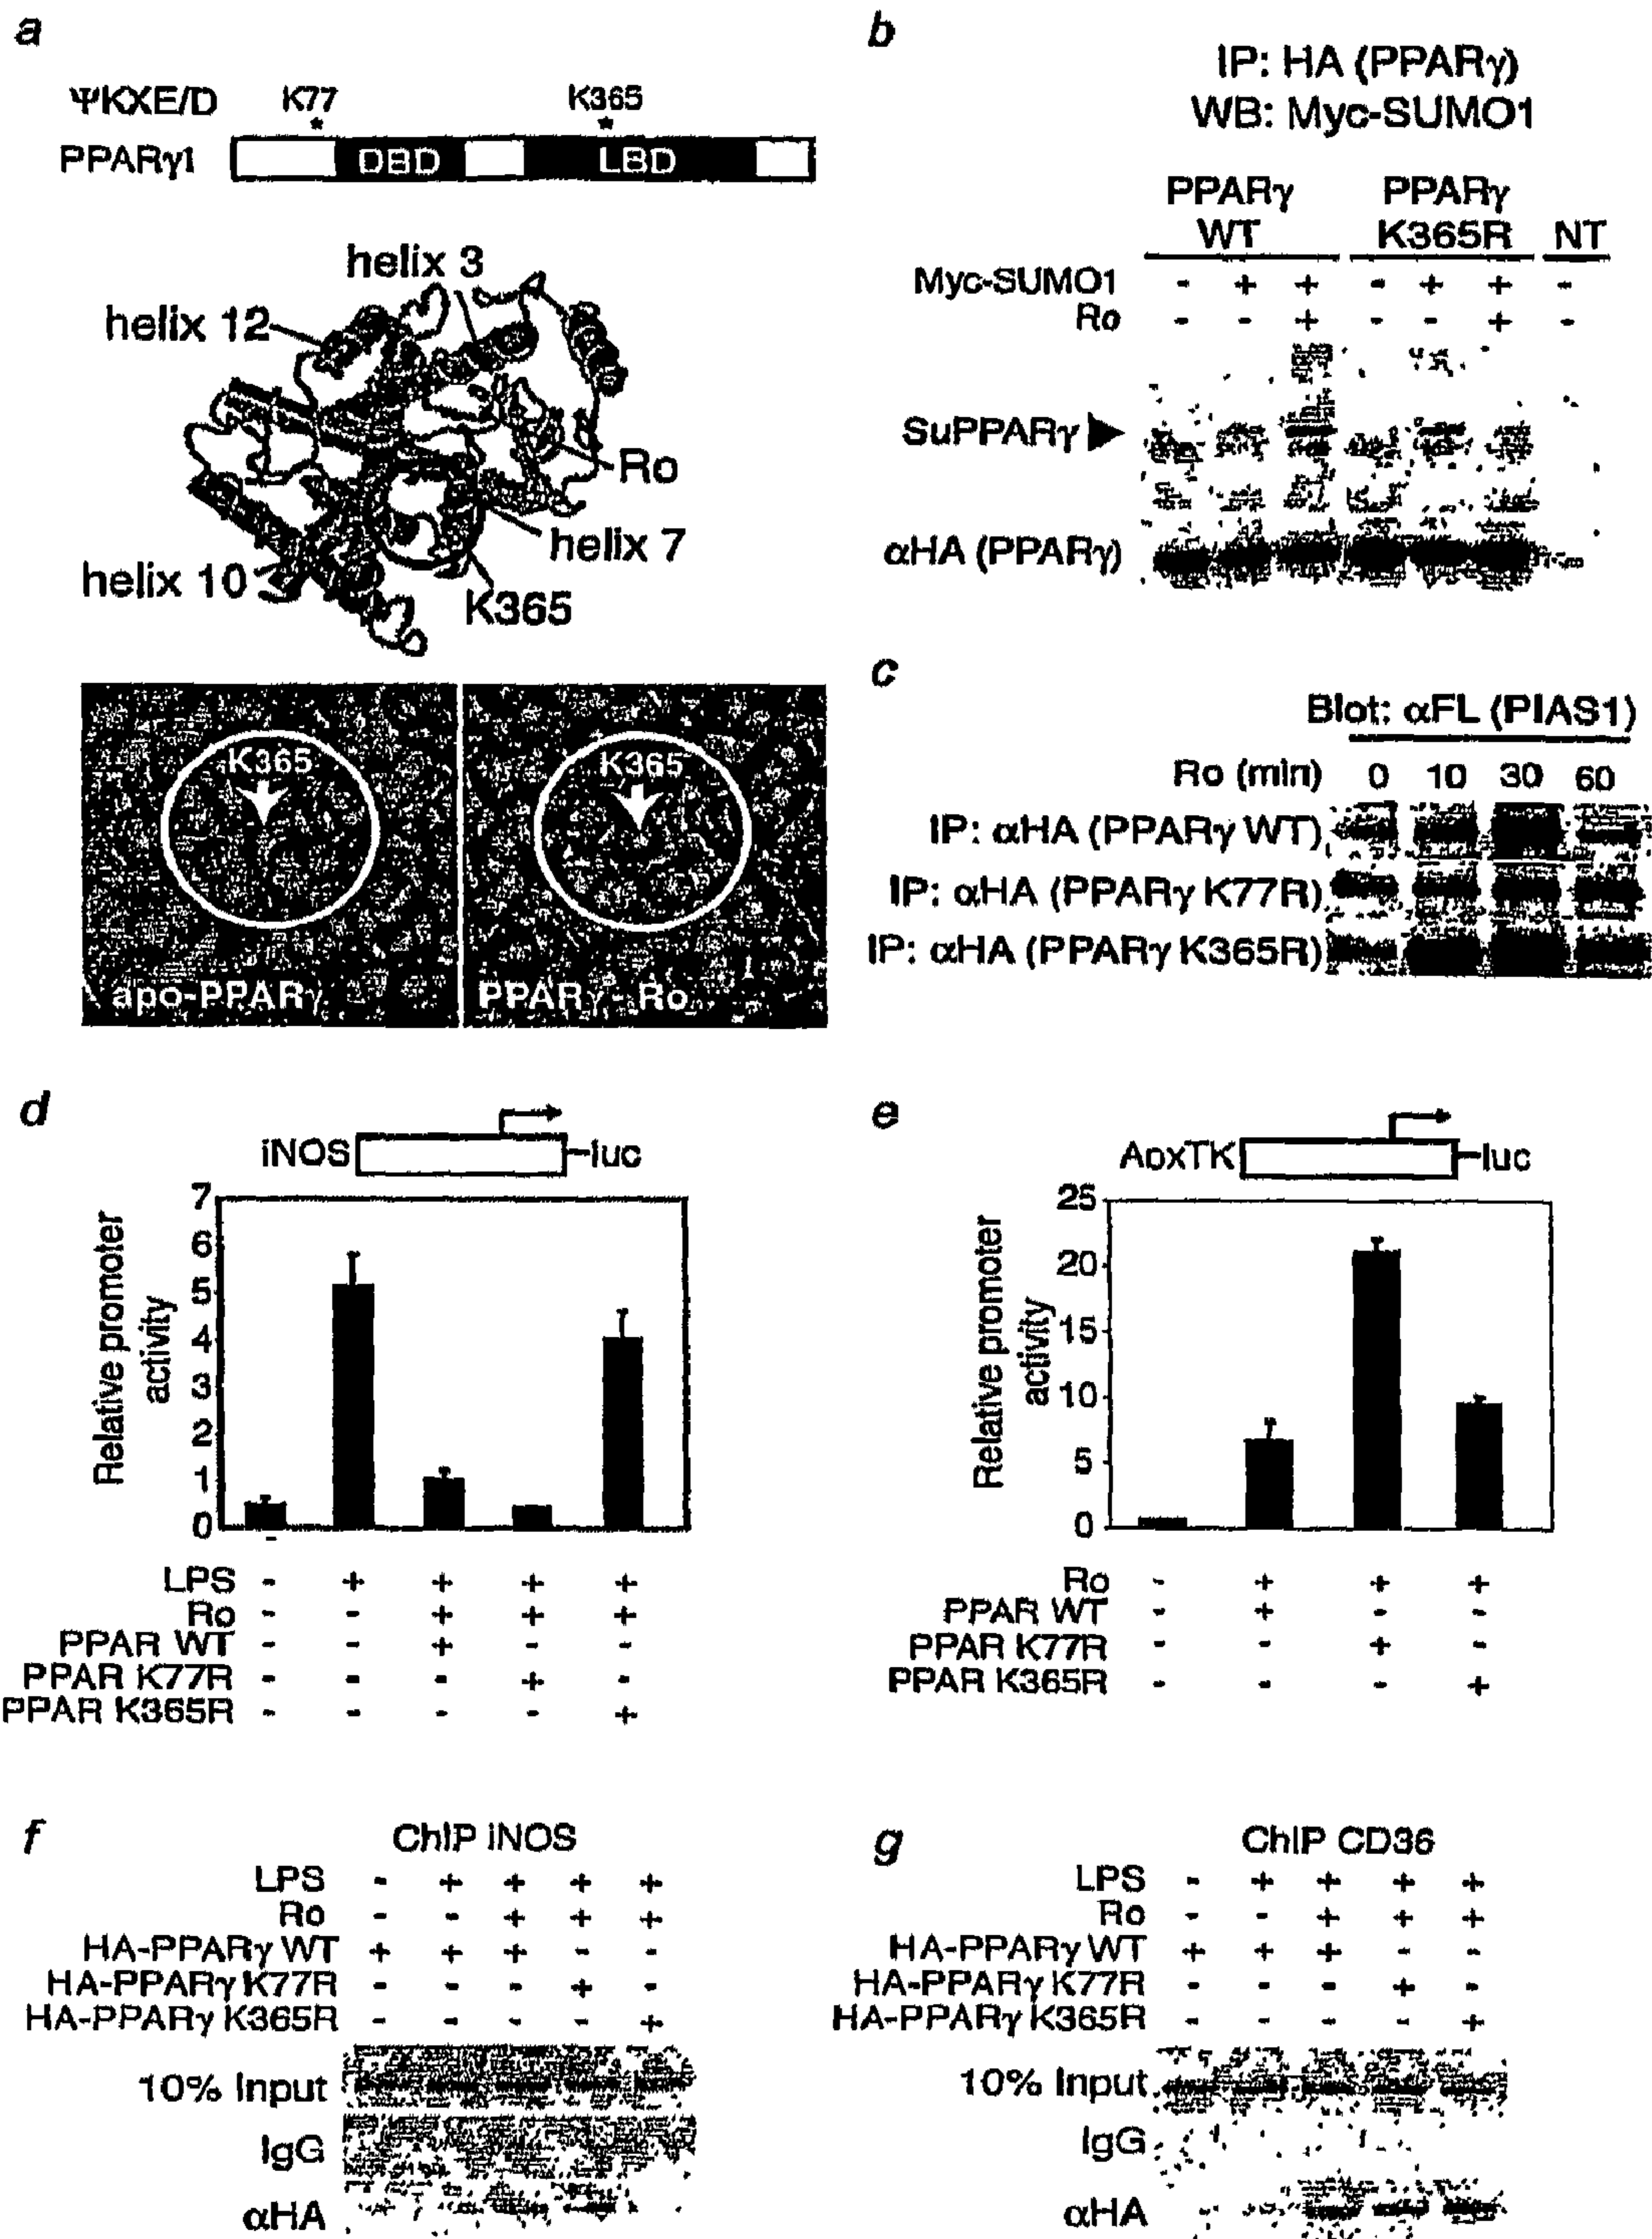 a
ΨKXE/D K77 K365
* *
PPARγ1 DBD LBD
helix 3
helix 12
Ro
helix 7
helix 10
K365
K365 K365
apo-PPARγ PPARγ - Ro
b
IP: HA (PPARγ)
WB: Myc-SUMO1
PPARγ PPARγ
WT K365R NT
Myc-SUMO1 - + + - + + -
Ro - - + - - + -
SuPPARγ
αHA (PPARγ)
c
Blot: αFL (PIAS1)
Ro (min) 0 10 30 60
IP: αHA (PPARγ WT)
IP: αHA (PPARγ K77R)
IP: αHA (PPARγ K365R)
d
iNOS luc
Relative promoter
activity
7
6
5
4
3
2
1
0
-
LPS - + + + +
Ro - - + + +
PPAR WT - - + - -
PPAR K77R - - - + -
PPAR K365R - - - - +
e
AoxTK luc
Relative promoter
activity
25
20
15
10
5
0
Ro - + + +
PPAR WT - + - -
PPAR K77R - - + -
PPAR K365R - - - +
f
ChIP iNOS
LPS - + + + +
Ro - - + + +
HA-PPARγ WT + + + - -
HA-PPARγ K77R - - - + -
HA-PPARγ K365R - - - - +
10% Input
IgG
αHA
g
ChIP CD36
LPS - + + + +
Ro - - + + +
HA-PPARγ WT + + + - -
HA-PPARγ K77R - - - + -
HA-PPARγ K365R - - - - +
10% Input
IgG
αHA